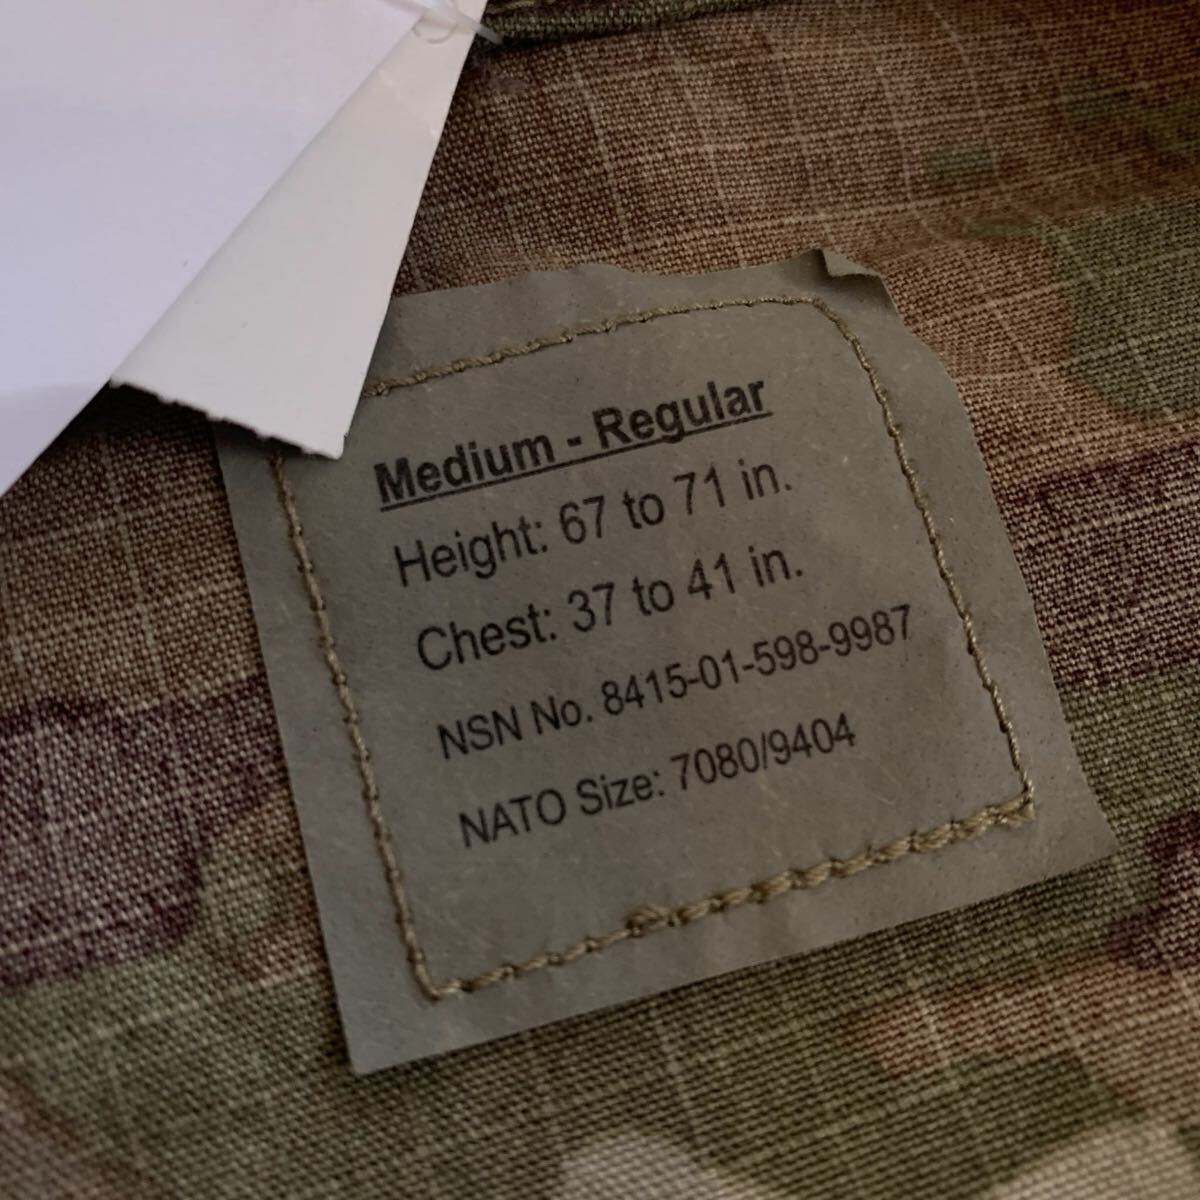 Medium - Regular
Height: 67 to 71 in.
Chest: 37 to 41 in.
NSN No. 8415-01-598-9987
NATO Size: 7080/9404